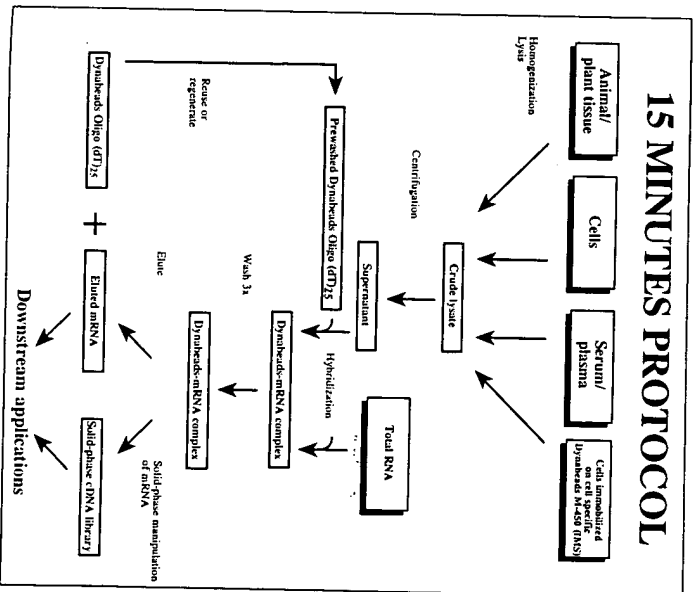 15 MINUTES PROTOCOL
Animal/
plant tissue
Cells
Serum/
plasma
Cells immobilized
on cell specific
Dynabeads M-450 (IMS)
Homogenization
Lysis
Crude lysate
Centrifugation
Supernatant
Total RNA
Prewashed Dynabeads Oligo (dT)25
Hybridization
Dynabeads-mRNA complex
Wash 3x
Dynabeads-mRNA complex
Reuse or
regenerate
Elute
Solid-phase manipulation
of mRNA
Dynabeads Oligo (dT)25
+
Eluted mRNA
Solid-phase cDNA library
Downstream applications